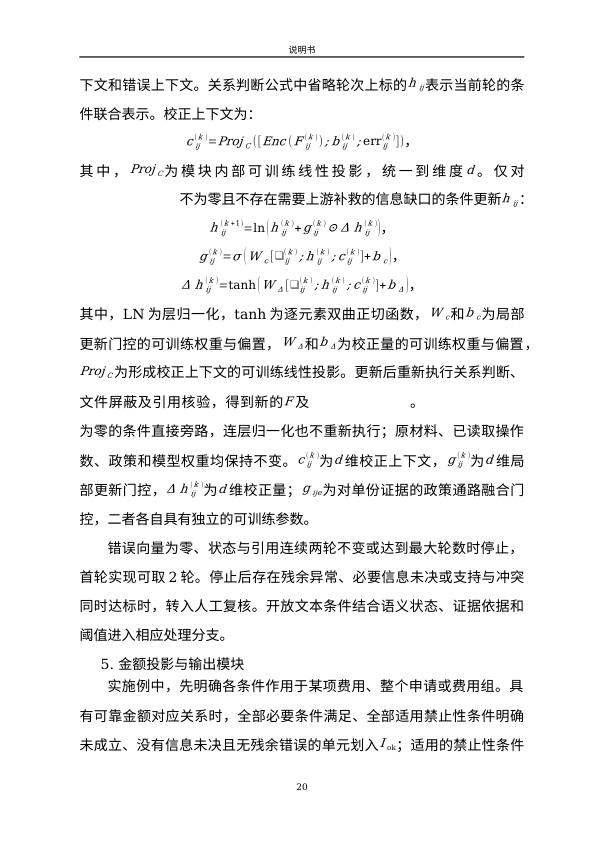 说明书
下文和错误上下文。关系判断公式中省略轮次上标的h_ij表示当前轮的条
件联合表示。校正上下文为：
c_ij^(k)=Proj_C([Enc(F_ij^(k));b_ij^(k);err_ij^(k)])，
其中，Proj_C为模块内部可训练线性投影，统一到维度d。仅对
不为零且不存在需要上游补救的信息缺口的条件更新h_ij：
h_ij^(k+1)=ln(h_ij^(k)+g_ij^(k)⊙Δh_ij^(k))，
g_ij^(k)=σ(W_c[❑_ij^(k);h_ij^(k);c_ij^(k)]+b_c)，
Δh_ij^(k)=tanh(W_Δ[❑_ij^(k);h_ij^(k);c_ij^(k)]+b_Δ)，
其中，LN 为层归一化，tanh 为逐元素双曲正切函数，W_c和b_c为局部
更新门控的可训练权重与偏置，W_Δ和b_Δ为校正量的可训练权重与偏置，
Proj_C为形成校正上下文的可训练线性投影。更新后重新执行关系判断、
文件屏蔽及引用核验，得到新的F及 。
为零的条件直接旁路，连层归一化也不重新执行；原材料、已读取操作
数、政策和模型权重均保持不变。c_ij^(k)为d维校正上下文，g_ij^(k)为d维局
部更新门控，Δh_ij^(k)为d维校正量；g_ije为对单份证据的政策通路融合门
控，二者各自具有独立的可训练参数。
错误向量为零、状态与引用连续两轮不变或达到最大轮数时停止，
首轮实现可取 2 轮。停止后存在残余异常、必要信息未决或支持与冲突
同时达标时，转入人工复核。开放文本条件结合语义状态、证据依据和
阈值进入相应处理分支。
5. 金额投影与输出模块
实施例中，先明确各条件作用于某项费用、整个申请或费用组。具
有可靠金额对应关系时，全部必要条件满足、全部适用禁止性条件明确
未成立、没有信息未决且无残余错误的单元划入I_ok；适用的禁止性条件
20